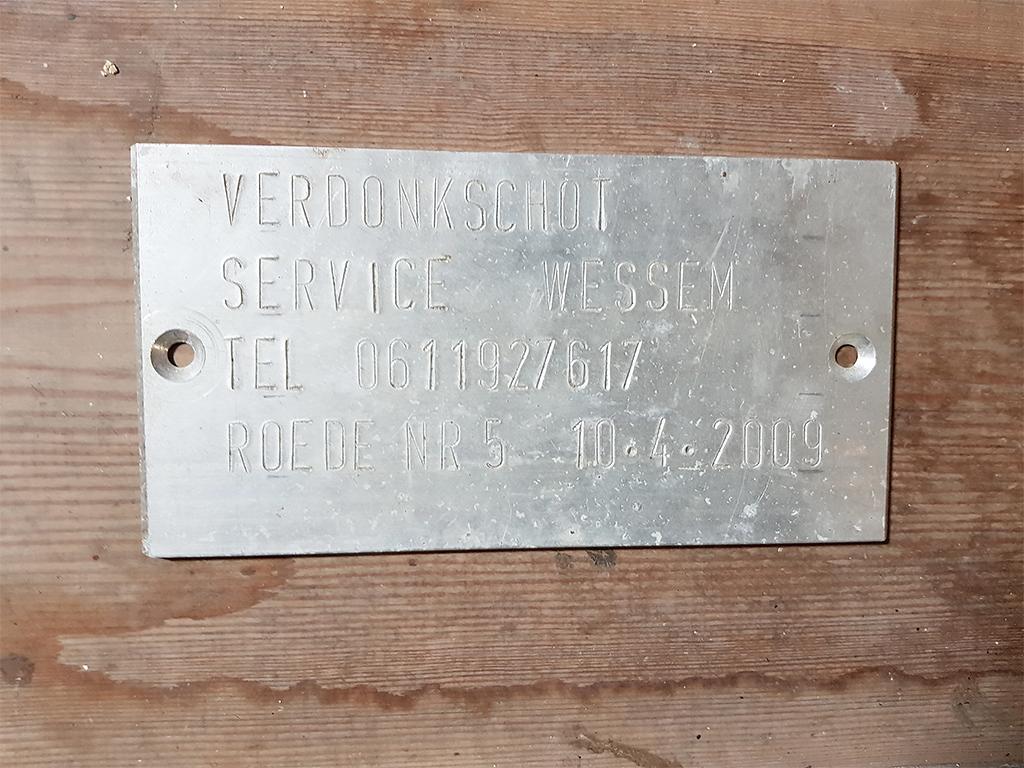 VERDONKSCHOT
SERVICE WESSEM
TEL 0611927617
ROEDE NR 5 10·4·2009